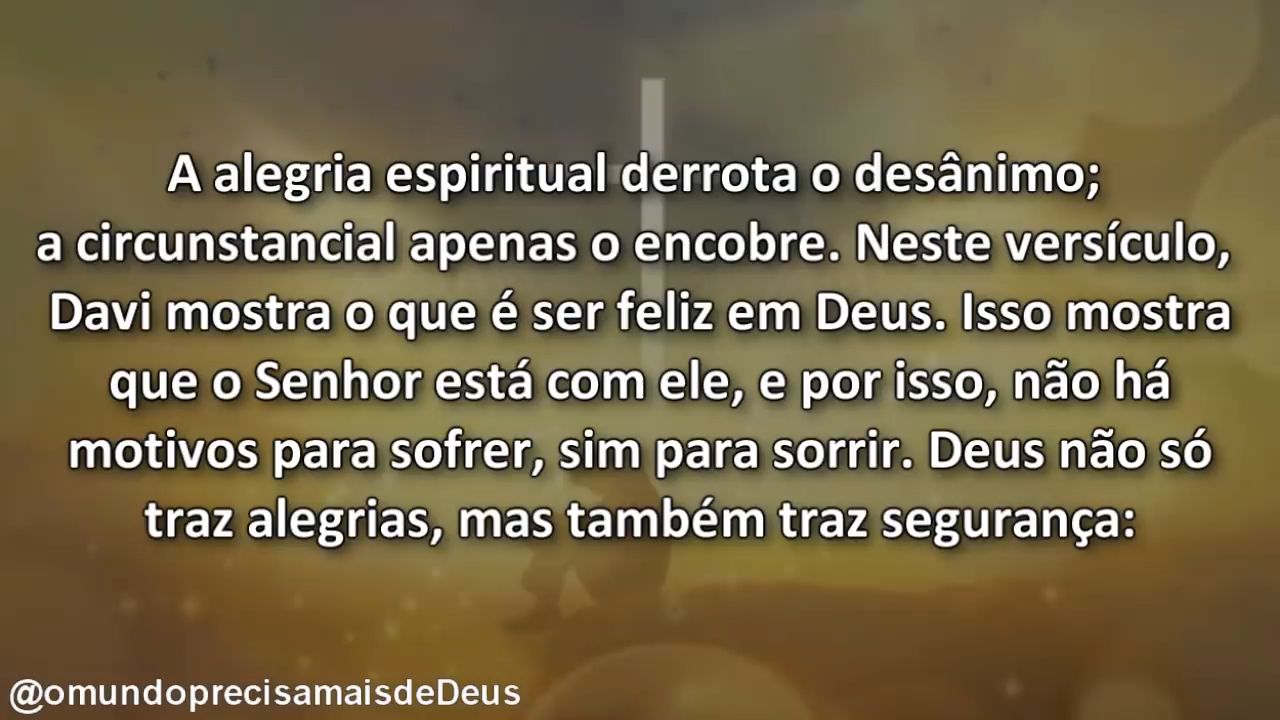 A alegria espiritual derrota o desânimo;
a circunstancial apenas o encobre. Neste versículo,
Davi mostra o que é ser feliz em Deus. Isso mostra
que o Senhor está com ele, e por isso, não há
motivos para sofrer, sim para sorrir. Deus não só
traz alegrias, mas também traz segurança:
@omundoprecisamaisdeDeus